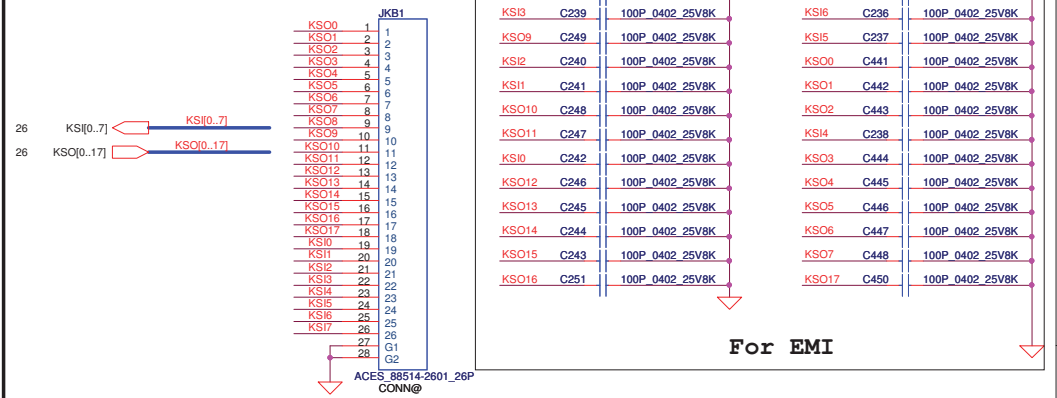 JKB1
KSO0 1 1
KSO1 2 2
KSO2 3 3
KSO3 4 4
KSO4 5 5
KSO5 6 6
KSO6 7 7
KSO7 8 8
KSO8 9 9
KSO9 10 10
KSO10 11 11
KSO11 12 12
KSO12 13 13
KSO13 14 14
KSO14 15 15
KSO15 16 16
KSO16 17 17
KSO17 18 18
KSI0 19 19
KSI1 20 20
KSI2 21 21
KSI3 22 22
KSI4 23 23
KSI5 24 24
KSI6 25 25
KSI7 26 26
27 G1
28 G2
ACES_88514-2601_26P
CONN@
26 KSI[0..7] KSI[0..7]
26 KSO[0..17] KSO[0..17]
KSI3 C239 100P_0402_25V8K
KSO9 C249 100P_0402_25V8K
KSI2 C240 100P_0402_25V8K
KSI1 C241 100P_0402_25V8K
KSO10 C248 100P_0402_25V8K
KSO11 C247 100P_0402_25V8K
KSI0 C242 100P_0402_25V8K
KSO12 C246 100P_0402_25V8K
KSO13 C245 100P_0402_25V8K
KSO14 C244 100P_0402_25V8K
KSO15 C243 100P_0402_25V8K
KSO16 C251 100P_0402_25V8K
KSI6 C236 100P_0402_25V8K
KSI5 C237 100P_0402_25V8K
KSO0 C441 100P_0402_25V8K
KSO1 C442 100P_0402_25V8K
KSO2 C443 100P_0402_25V8K
KSI4 C238 100P_0402_25V8K
KSO3 C444 100P_0402_25V8K
KSO4 C445 100P_0402_25V8K
KSO5 C446 100P_0402_25V8K
KSO6 C447 100P_0402_25V8K
KSO7 C448 100P_0402_25V8K
KSO17 C450 100P_0402_25V8K
For EMI